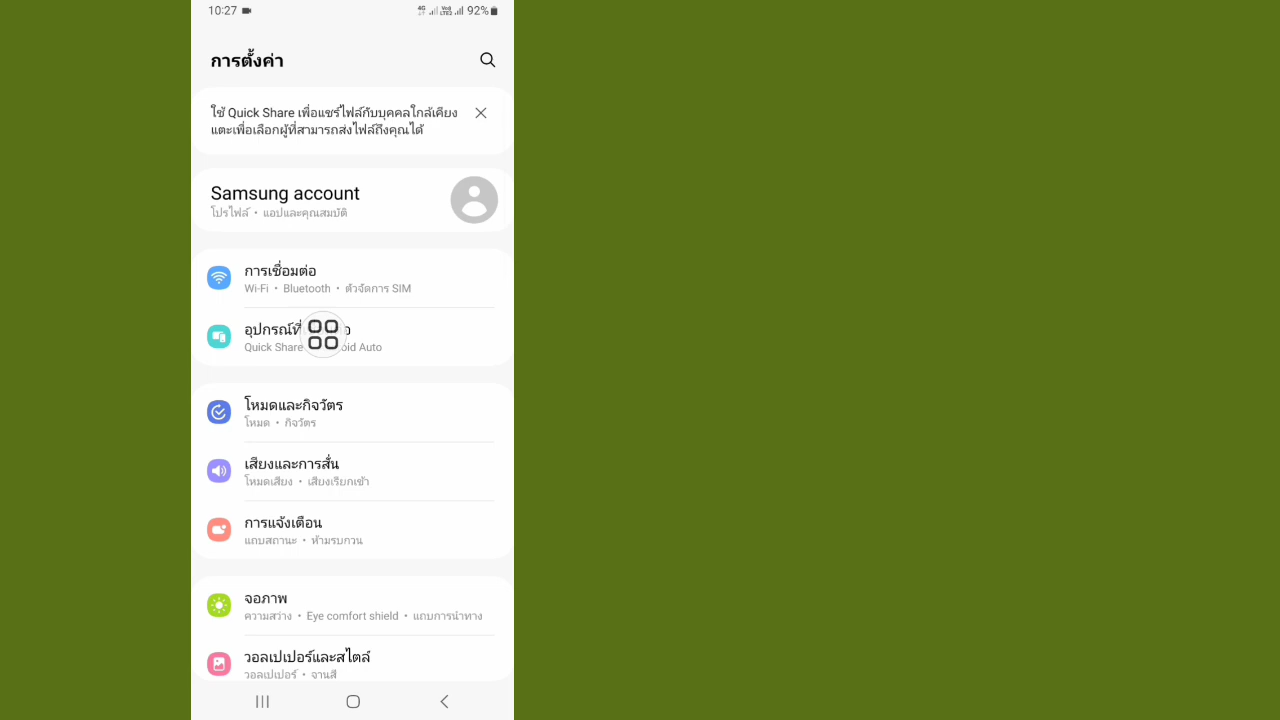 10:27 4G VoLTE2 92%
การตั้งค่า
ใช้ Quick Share เพื่อแชร์ไฟล์กับบุคคลใกล้เคียง
แตะเพื่อเลือกผู้ที่สามารถส่งไฟล์ถึงคุณได้
Samsung account
โปรไฟล์ • แอปและคุณสมบัติ
การเชื่อมต่อ
Wi-Fi • Bluetooth • ตัวจัดการ SIM
อุปกรณ์ที่
Quick Share Auto
โหมดและกิจวัตร
โหมด • กิจวัตร
เสียงและการสั่น
โหมดเสียง • เสียงเรียกเข้า
การแจ้งเตือน
แถบสถานะ • ห้ามรบกวน
จอภาพ
ความสว่าง • Eye comfort shield • แถบการนำทาง
วอลเปเปอร์และสไตล์
วอลเปเปอร์ • จานสี